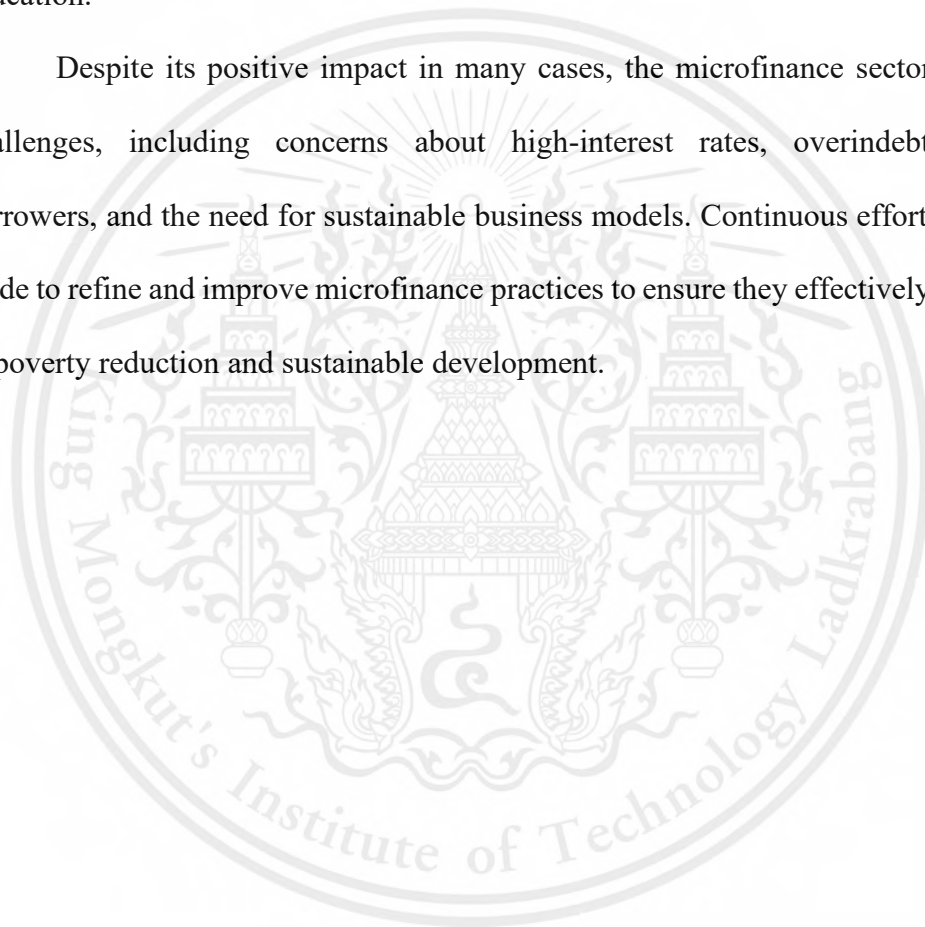 ucation.
Despite its positive impact in many cases, the microfinance sector
allenges, including concerns about high-interest rates, overindebt
rrowers, and the need for sustainable business models. Continuous effort
de to refine and improve microfinance practices to ensure they effectively
poverty reduction and sustainable development.
King Mongkut's Institute of Technology Ladkrabang